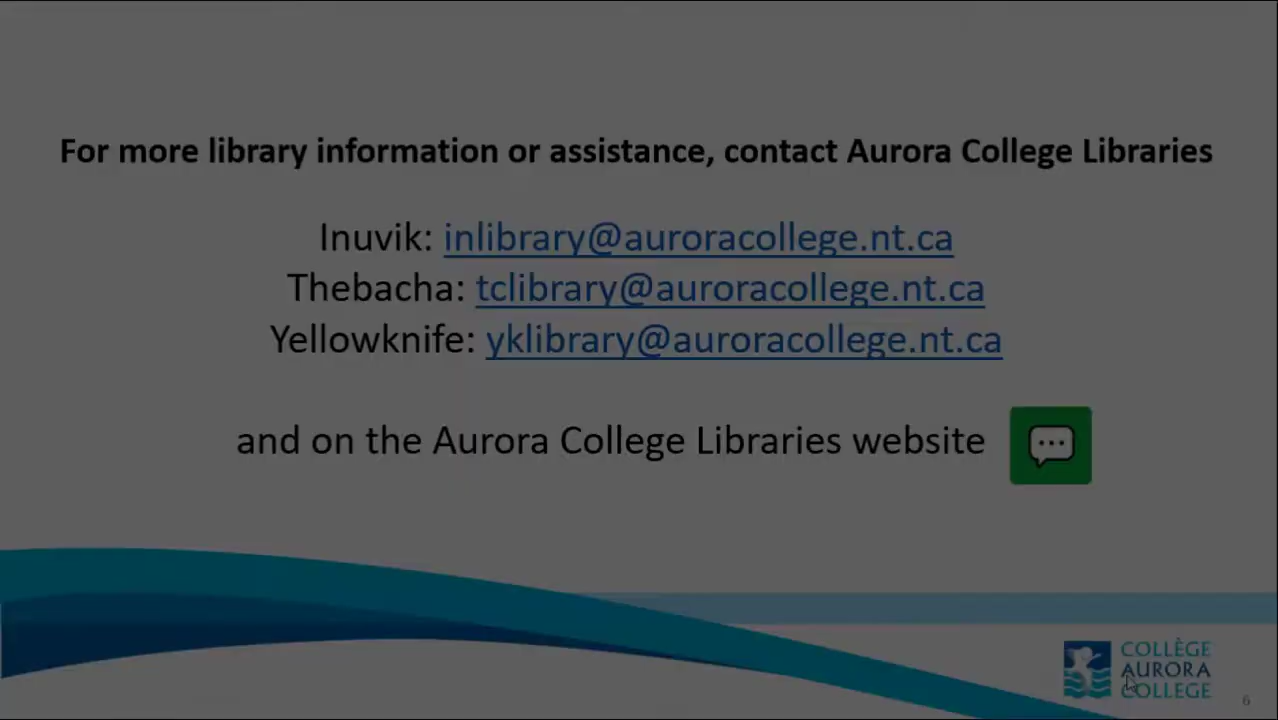 For more library information or assistance, contact Aurora College Libraries
Inuvik: inlibrary@auroracollege.nt.ca
Thebacha: tclibrary@auroracollege.nt.ca
Yellowknife: yklibrary@auroracollege.nt.ca
and on the Aurora College Libraries website
COLLÈGE
AURORA
COLLEGE
6